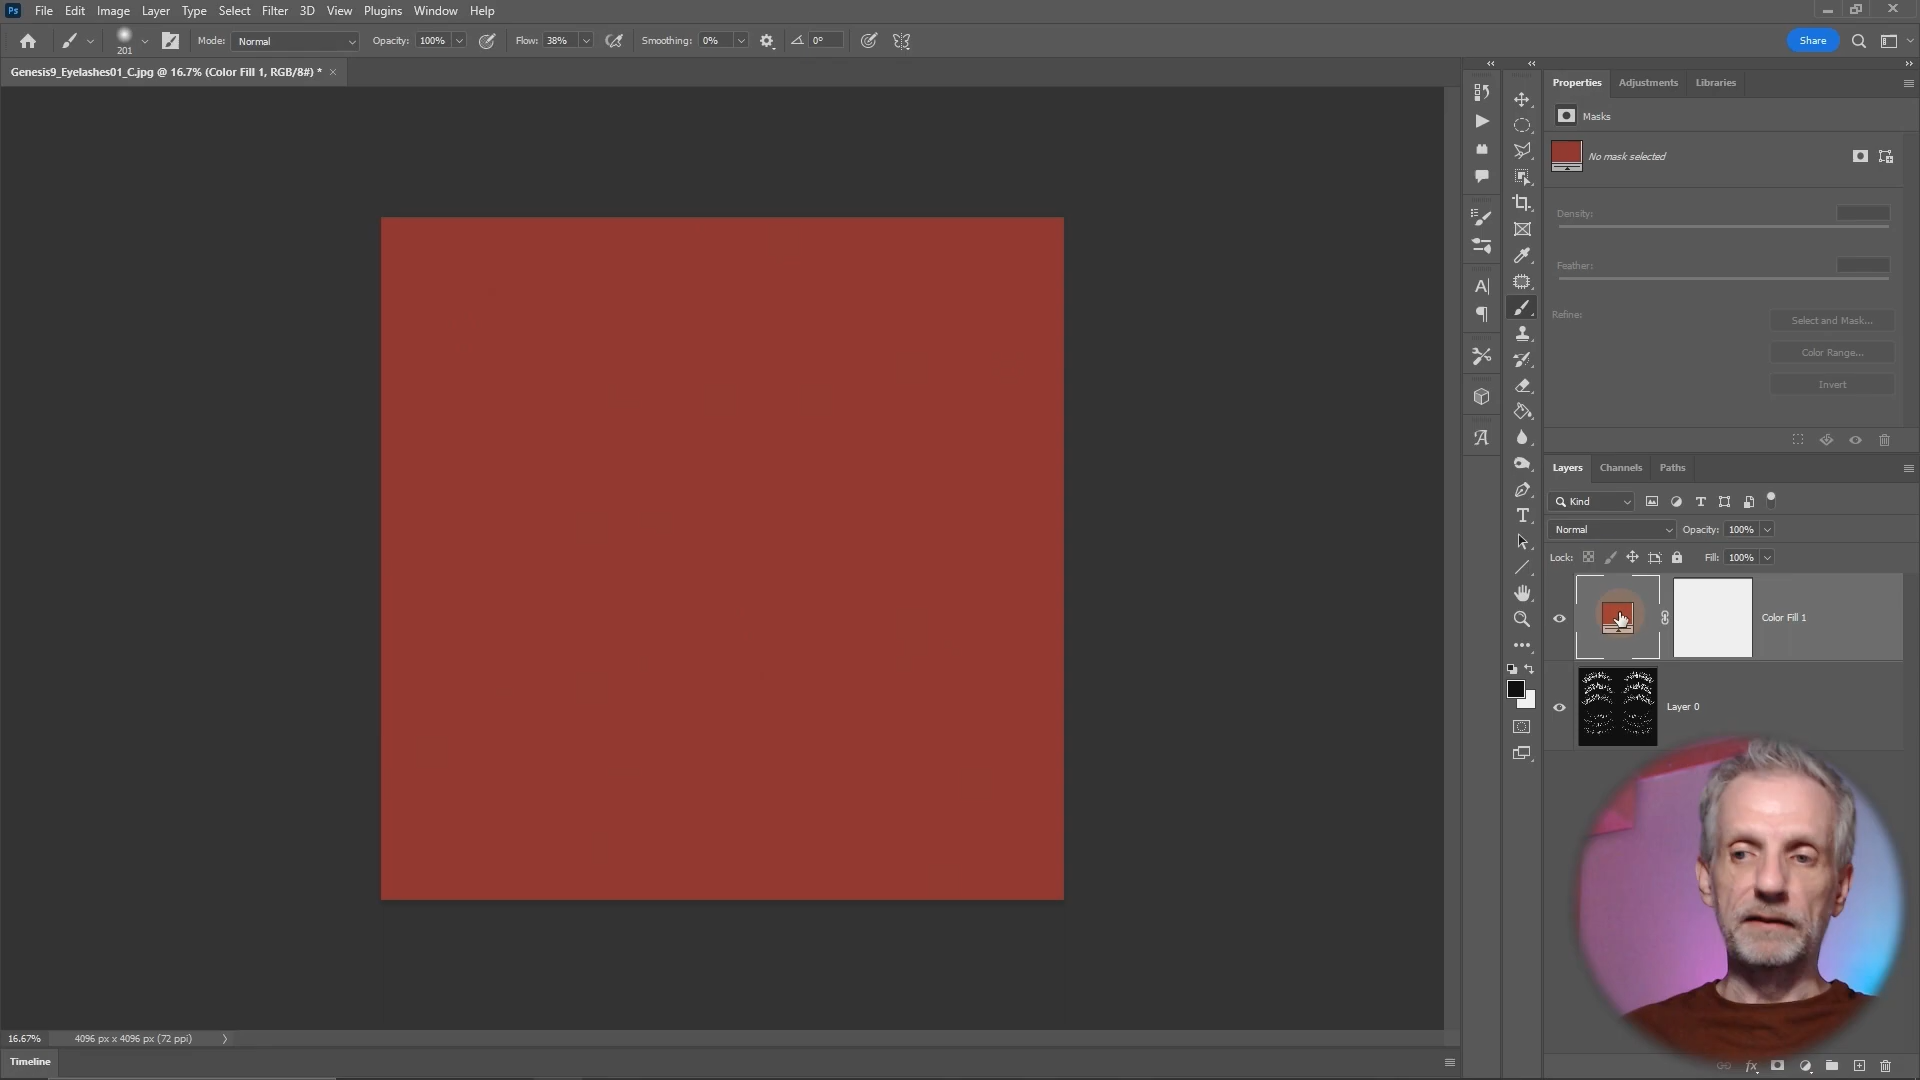 Ps File Edit Image Layer Type Select Filter 3D View Plugins Window Help
201 Mode: Normal Opacity: 100% Flow: 38% Smoothing: 0% 0° Share
Genesis9_Eyelashes01_C.jpg @ 16.7% (Color Fill 1, RGB/8#) * ×
Properties Adjustments Libraries
Masks
No mask selected
Density:
Feather:
Refine:
Select and Mask...
Color Range...
Invert
Layers Channels Paths
Kind
Normal Opacity: 100%
Lock: Fill: 100%
Color Fill 1
Layer 0
16.67% 4096 px x 4096 px (72 ppi)
Timeline